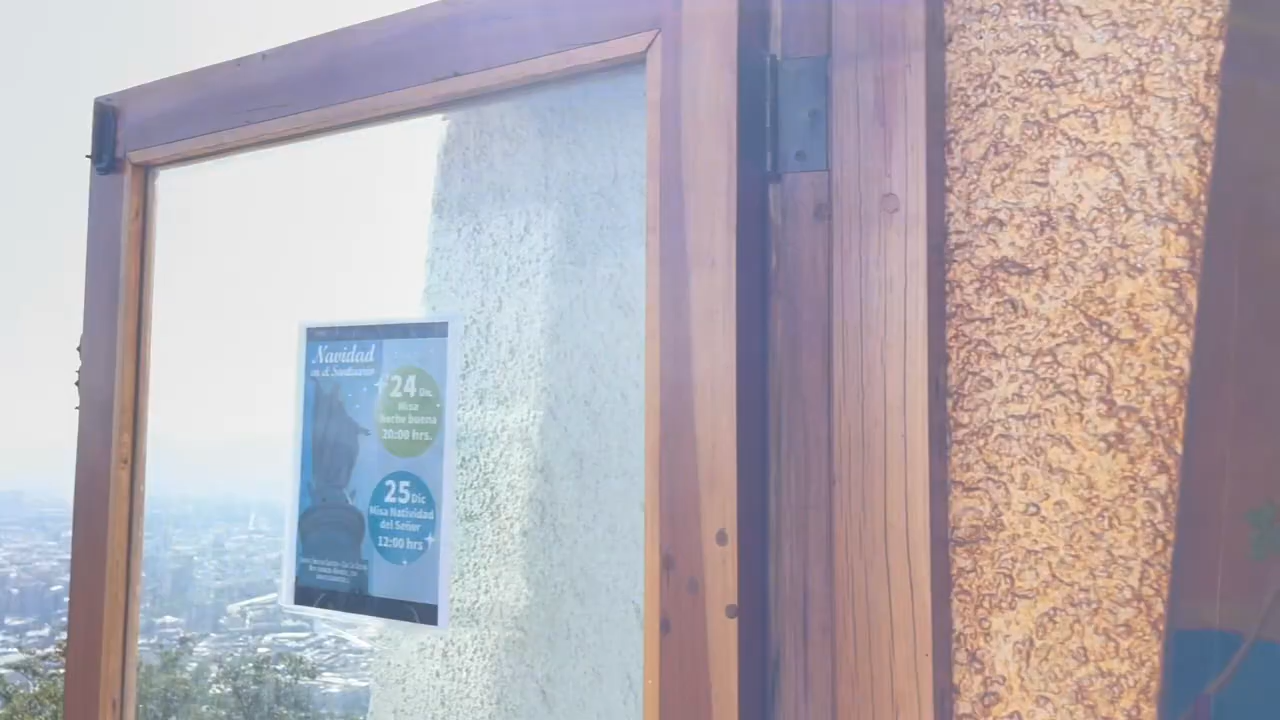 Navidad
en el Santuario
24 Dic
Misa
Noche buena
20:00 hrs.
25 Dic
Misa Natividad
del Señor
12:00 hrs